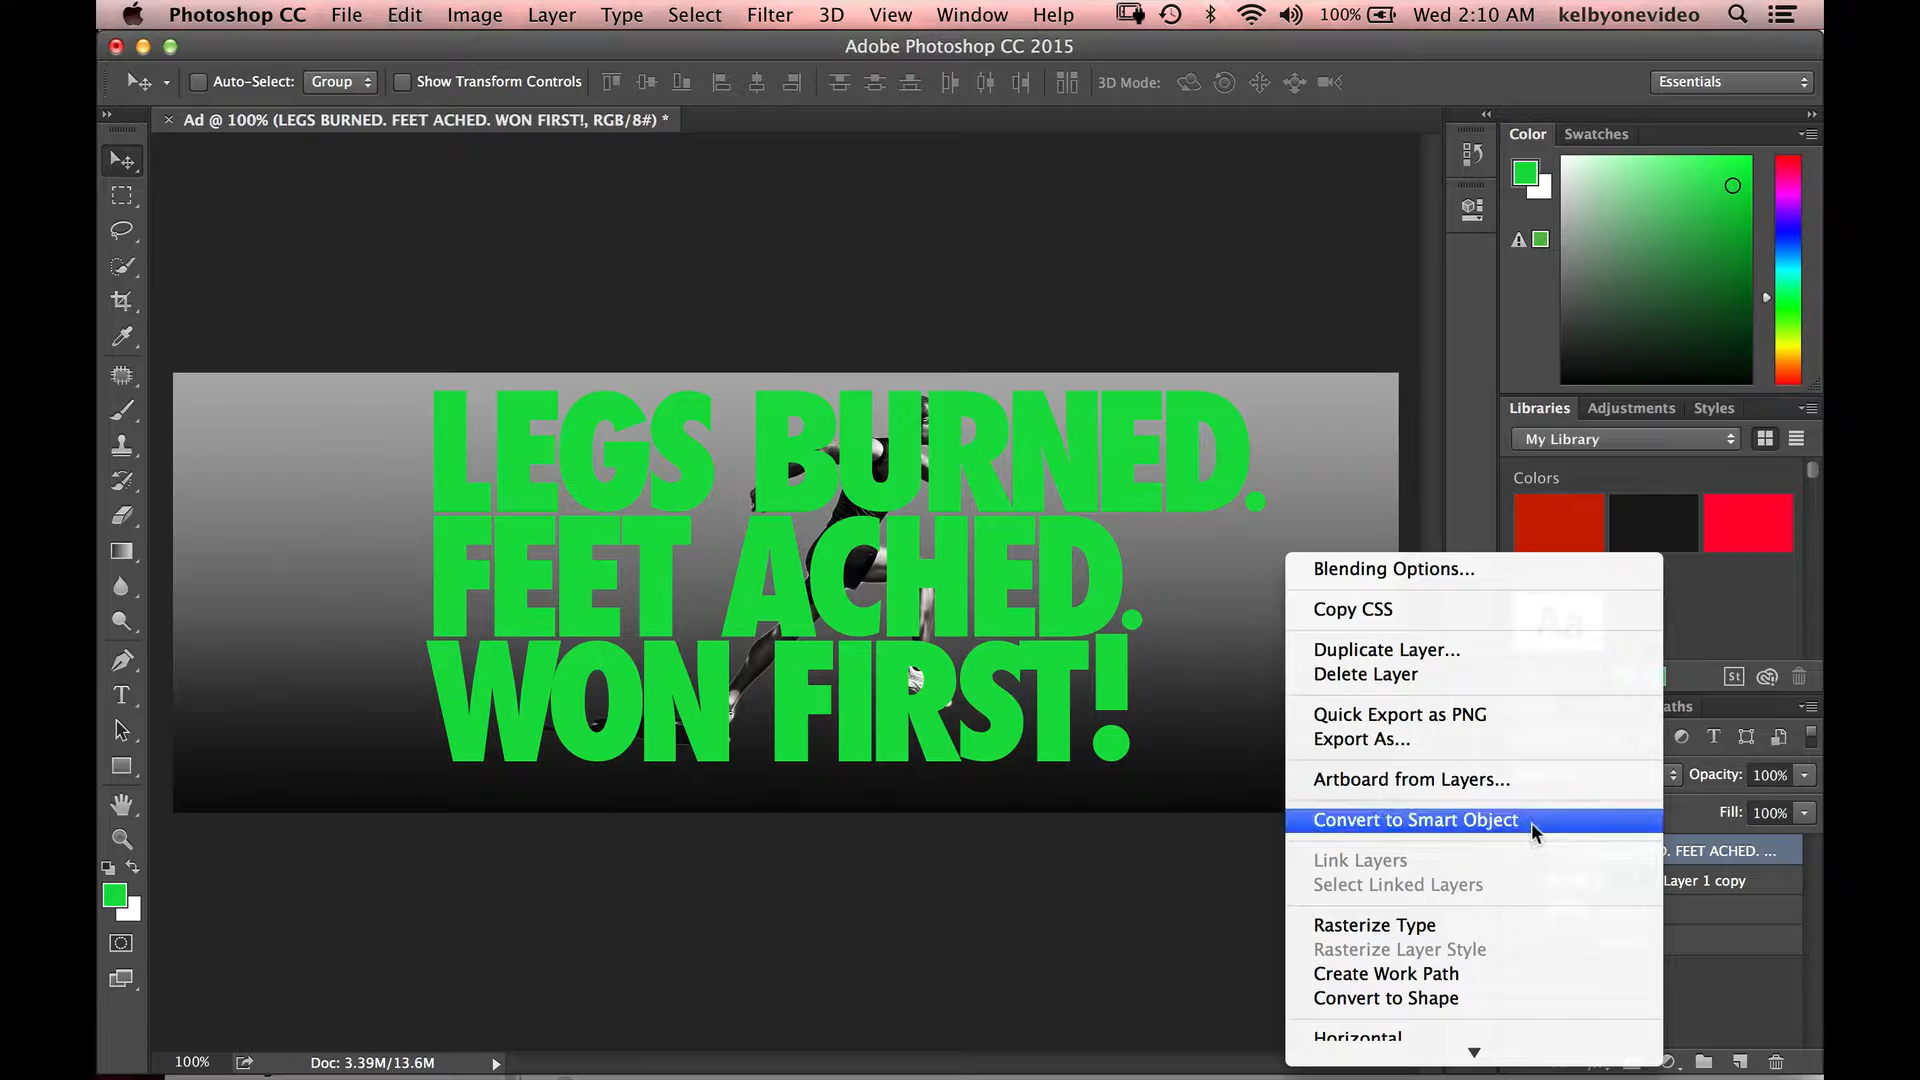 Photoshop CC File Edit Image Layer Type Select Filter 3D View Window Help 100% Wed 2:10 AM kelbyonevideo
Adobe Photoshop CC 2015
Auto-Select: Group Show Transform Controls 3D Mode: Essentials
Ad @ 100% (LEGS BURNED. FEET ACHED. WON FIRST!, RGB/8#) *
Color Swatches
LEGS BURNED.
FEET ACHED.
WON FIRST!
Libraries Adjustments Styles
My Library
Colors
Aa
St
Blending Options...
Copy CSS
Duplicate Layer...
Delete Layer
Quick Export as PNG
Export As...
Artboard from Layers...
Convert to Smart Object
Link Layers
Select Linked Layers
Rasterize Type
Rasterize Layer Style
Create Work Path
Convert to Shape
Horizontal
Opacity: 100%
Fill: 100%
FEET ACHED. ...
Layer 1 copy
100% Doc: 3.39M/13.6M